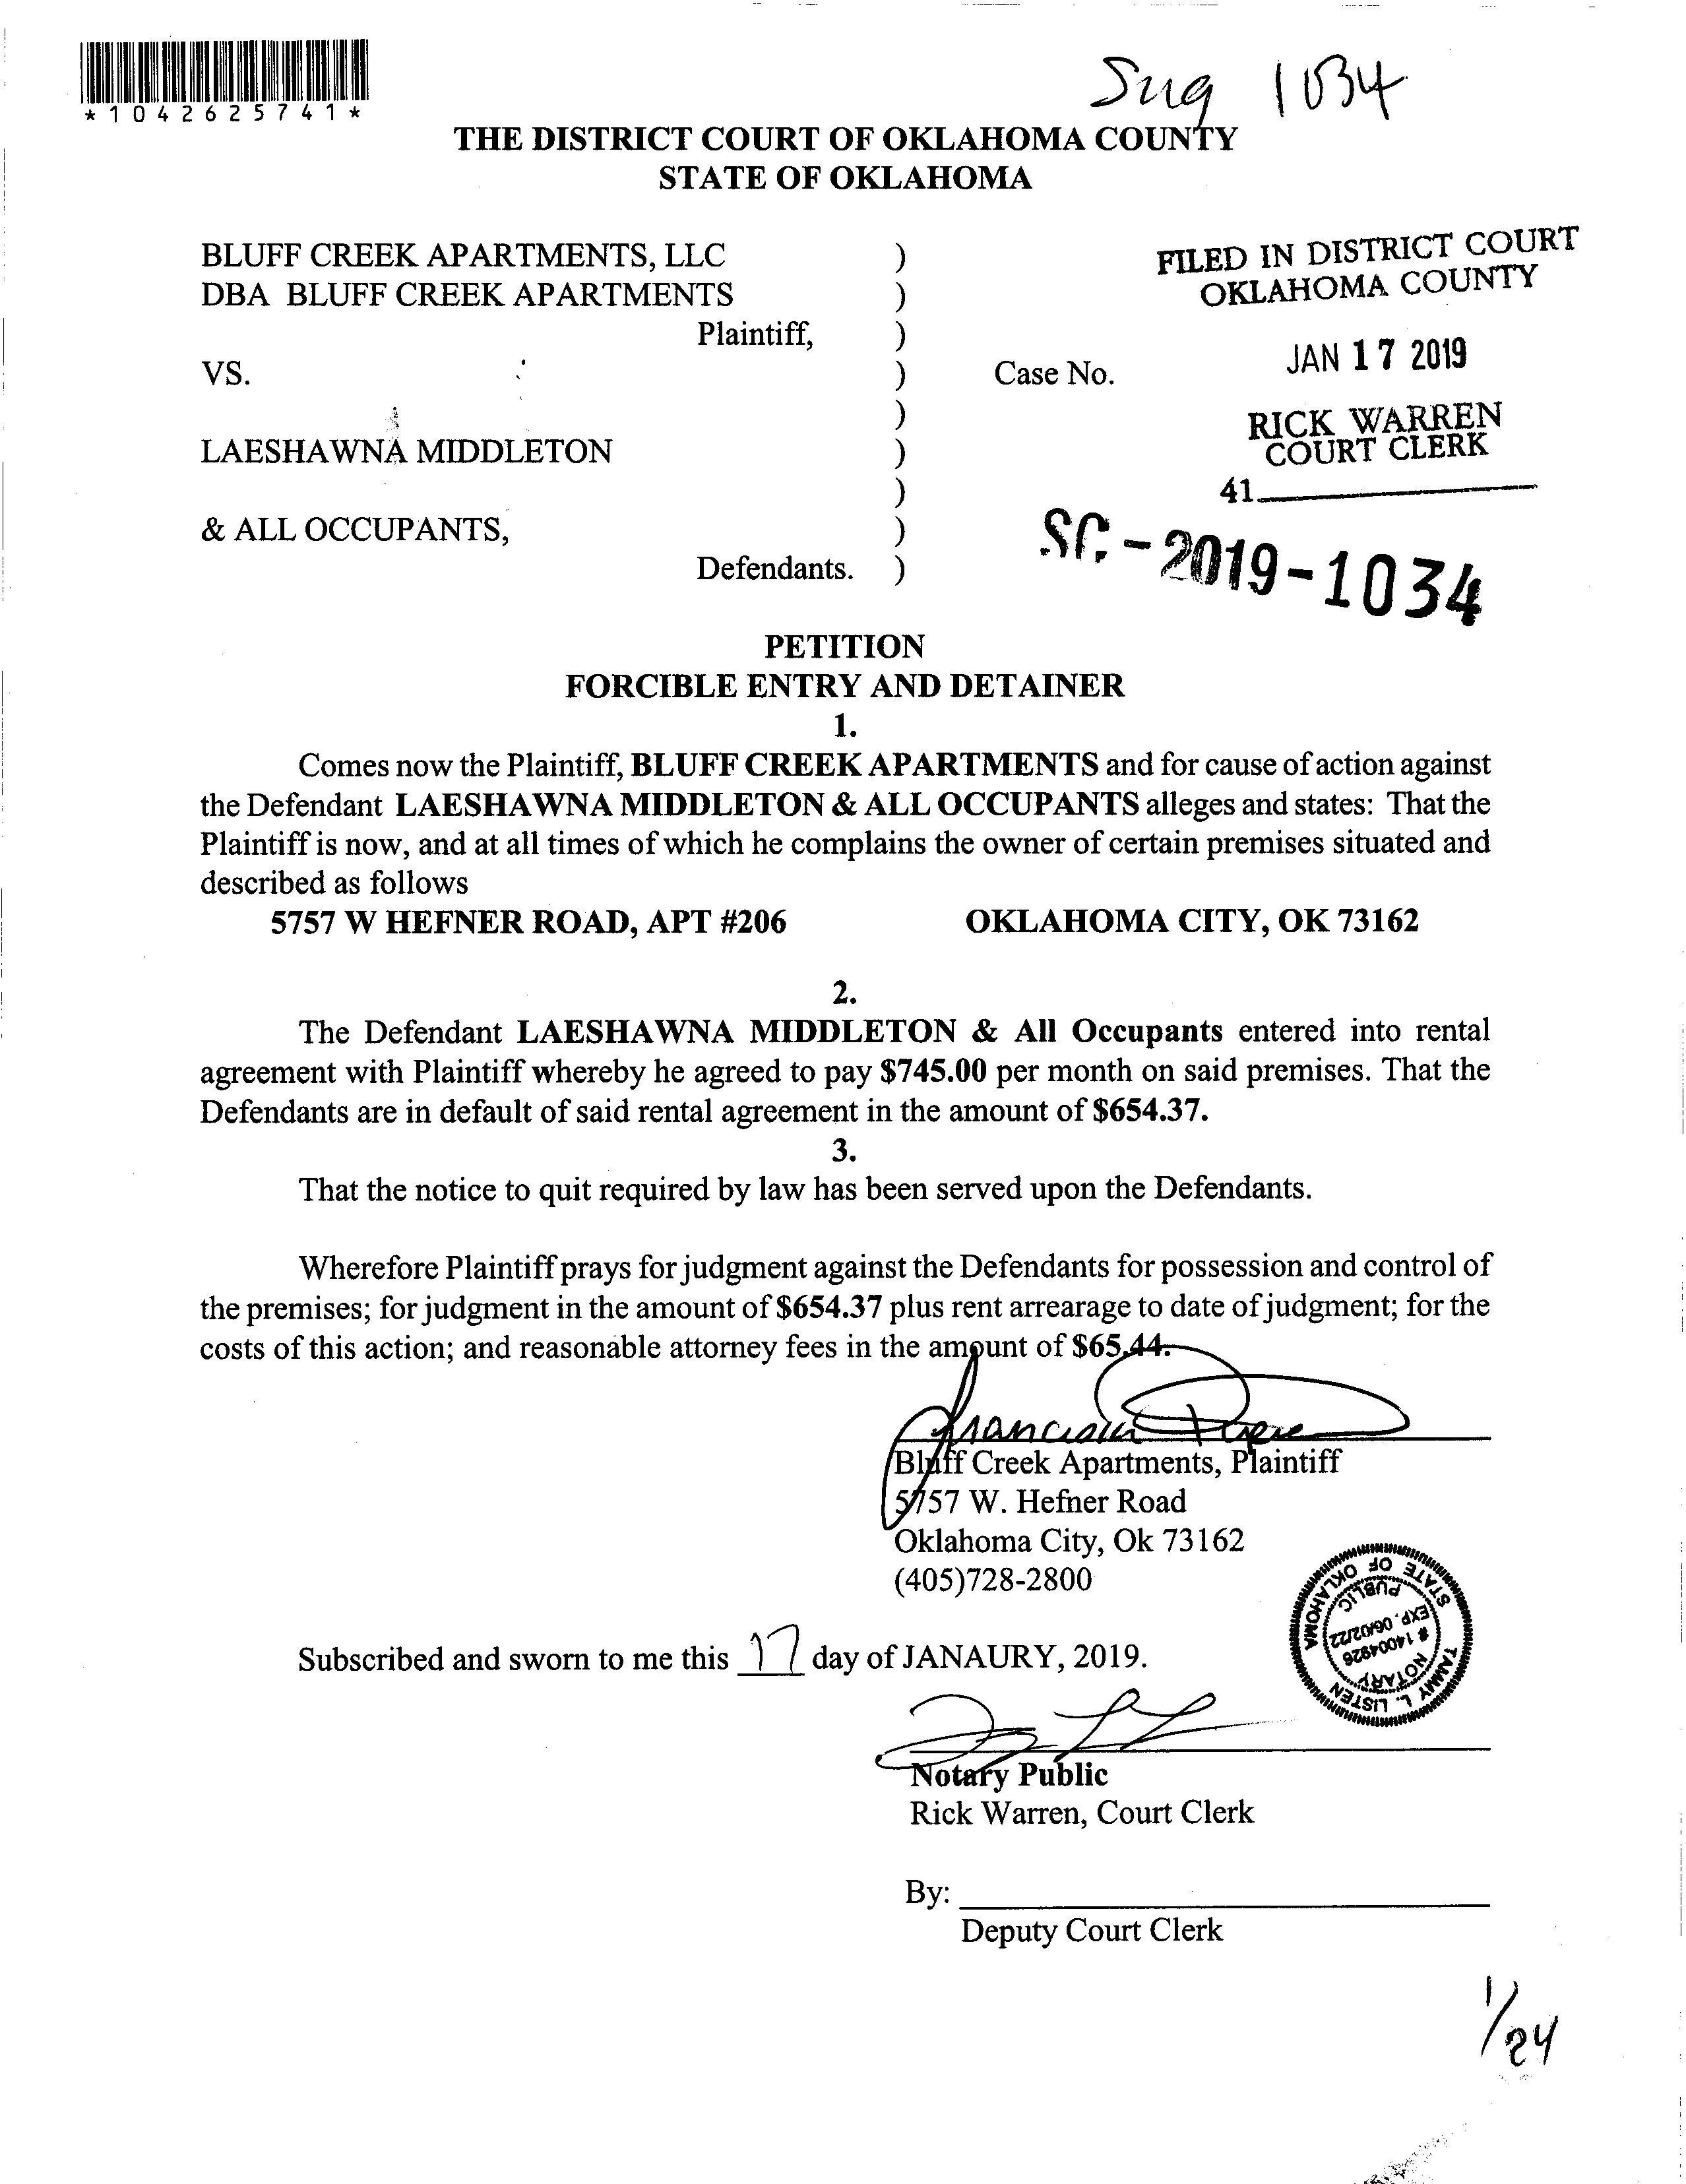 *1042625741*
Sug 1034
THE DISTRICT COURT OF OKLAHOMA COUNTY
STATE OF OKLAHOMA
BLUFF CREEK APARTMENTS, LLC )
DBA BLUFF CREEK APARTMENTS )
Plaintiff, )
VS. ) Case No.
)
LAESHAWNA MIDDLETON )
)
& ALL OCCUPANTS, )
Defendants. )
FILED IN DISTRICT COURT
OKLAHOMA COUNTY
JAN 17 2019
RICK WARREN
COURT CLERK
41
SC-2019-1034
PETITION
FORCIBLE ENTRY AND DETAINER
1.
Comes now the Plaintiff, BLUFF CREEK APARTMENTS and for cause of action against
the Defendant LAESHAWNA MIDDLETON & ALL OCCUPANTS alleges and states: That the
Plaintiff is now, and at all times of which he complains the owner of certain premises situated and
described as follows
5757 W HEFNER ROAD, APT #206 OKLAHOMA CITY, OK 73162
2.
The Defendant LAESHAWNA MIDDLETON & All Occupants entered into rental
agreement with Plaintiff whereby he agreed to pay $745.00 per month on said premises. That the
Defendants are in default of said rental agreement in the amount of $654.37.
3.
That the notice to quit required by law has been served upon the Defendants.
Wherefore Plaintiff prays for judgment against the Defendants for possession and control of
the premises; for judgment in the amount of $654.37 plus rent arrearage to date of judgment; for the
costs of this action; and reasonable attorney fees in the amount of $65.44.
Bluff Creek Apartments, Plaintiff
5757 W. Hefner Road
Oklahoma City, Ok 73162
(405)728-2800
Subscribed and sworn to me this 17 day of JANAURY, 2019.
TAMMY L. LISTEN
NOTARY
# 14004926
EXP. 06/02/22
PUBLIC
STATE OF OKLAHOMA
Notary Public
Rick Warren, Court Clerk
By:
Deputy Court Clerk
1/24